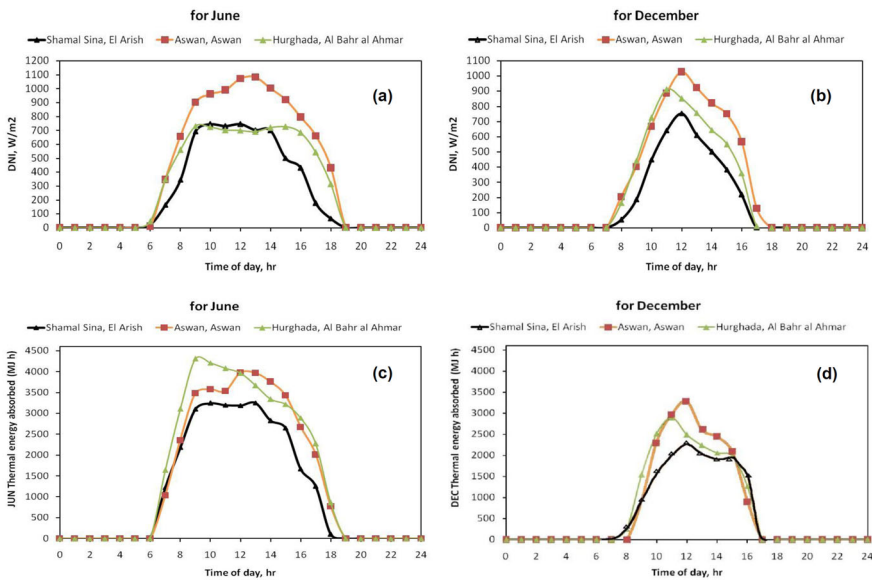 for June
Shamal Sina, El Arish Aswan, Aswan Hurghada, Al Bahr al Ahmar
DNI, W/m2
1100
1000
900
800
700
600
500
400
300
200
100
0
(a)
0 2 4 6 8 10 12 14 16 18 20 22 24
Time of day, hr
for December
Shamal Sina, El Arish Aswan, Aswan Hurghada, Al Bahr al Ahmar
DNI, W/m2
1100
1000
900
800
700
600
500
400
300
200
100
0
(b)
0 2 4 6 8 10 12 14 16 18 20 22 24
Time of day, hr
for June
Shamal Sina, El Arish Aswan, Aswan Hurghada, Al Bahr al Ahmar
JUN Thermal energy absorbed (MJ h)
4500
4000
3500
3000
2500
2000
1500
1000
500
0
(c)
0 2 4 6 8 10 12 14 16 18 20 22 24
Time of day, hr
for December
Shamal Sina, El Arish Aswan, Aswan Hurghada, Al Bahr al Ahmar
DEC Thermal energy absorbed (MJ h)
4500
4000
3500
3000
2500
2000
1500
1000
500
0
(d)
0 2 4 6 8 10 12 14 16 18 20 22 24
Time of day, hr